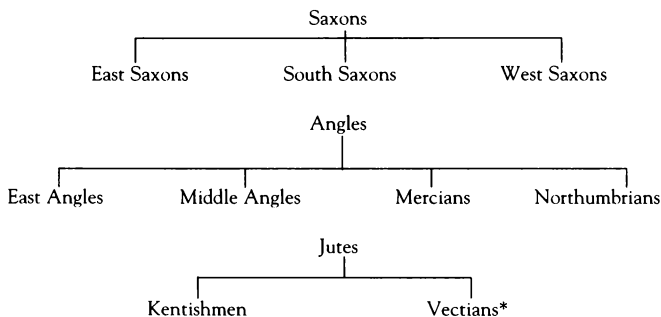 Saxons
East Saxons South Saxons West Saxons
Angles
East Angles Middle Angles Mercians Northumbrians
Jutes
Kentishmen Vectians*